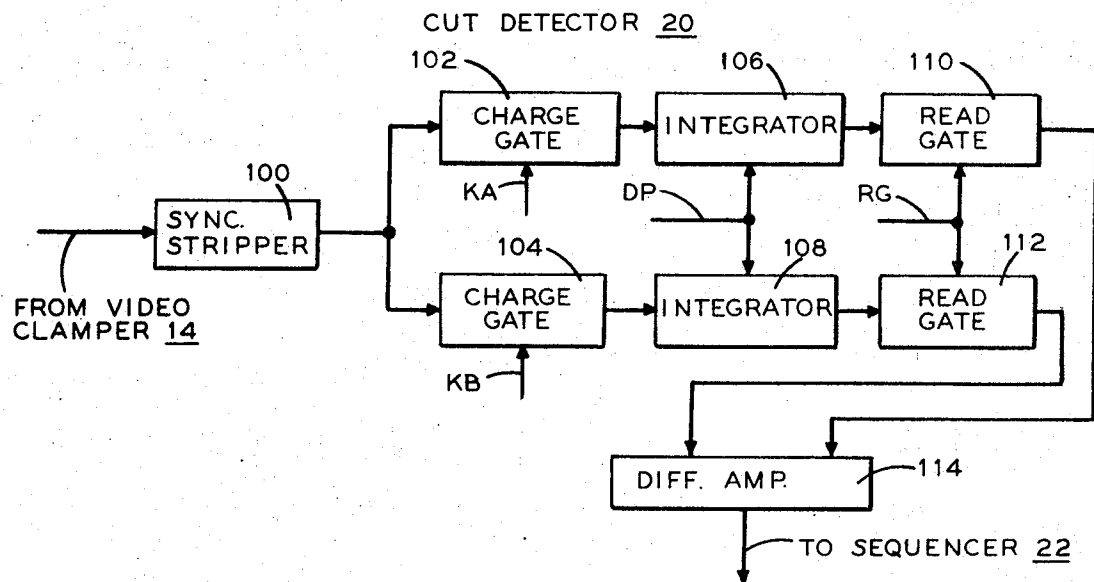 CUT DETECTOR 20
102
106
110
CHARGE
GATE
INTEGRATOR
READ
GATE
KA
DP
RG
100
SYNC.
STRIPPER
104
108
112
CHARGE
GATE
INTEGRATOR
READ
GATE
FROM VIDEO
CLAMPER 14
KB
DIFF. AMP.
114
TO SEQUENCER 22